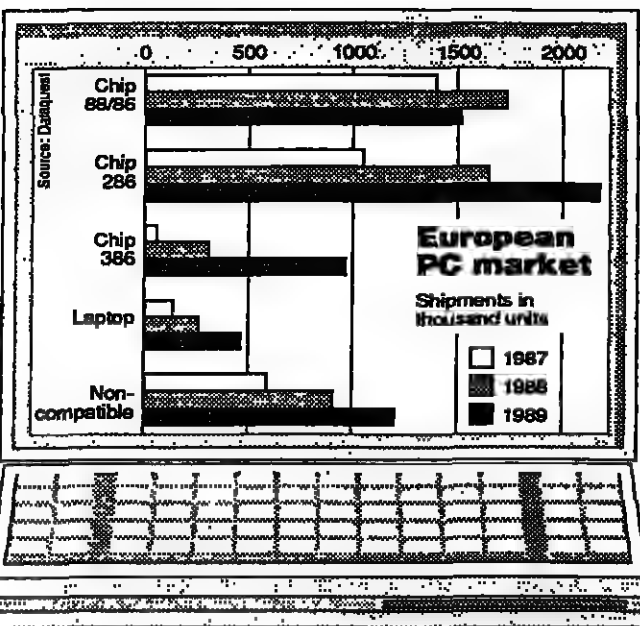 0 500 1000 1500 2000
Source: Dataquest
Chip
88/86
Chip
286
Chip
386
Laptop
Non-
compatible
European
PC market
Shipments in
thousand units
1987
1988
1989